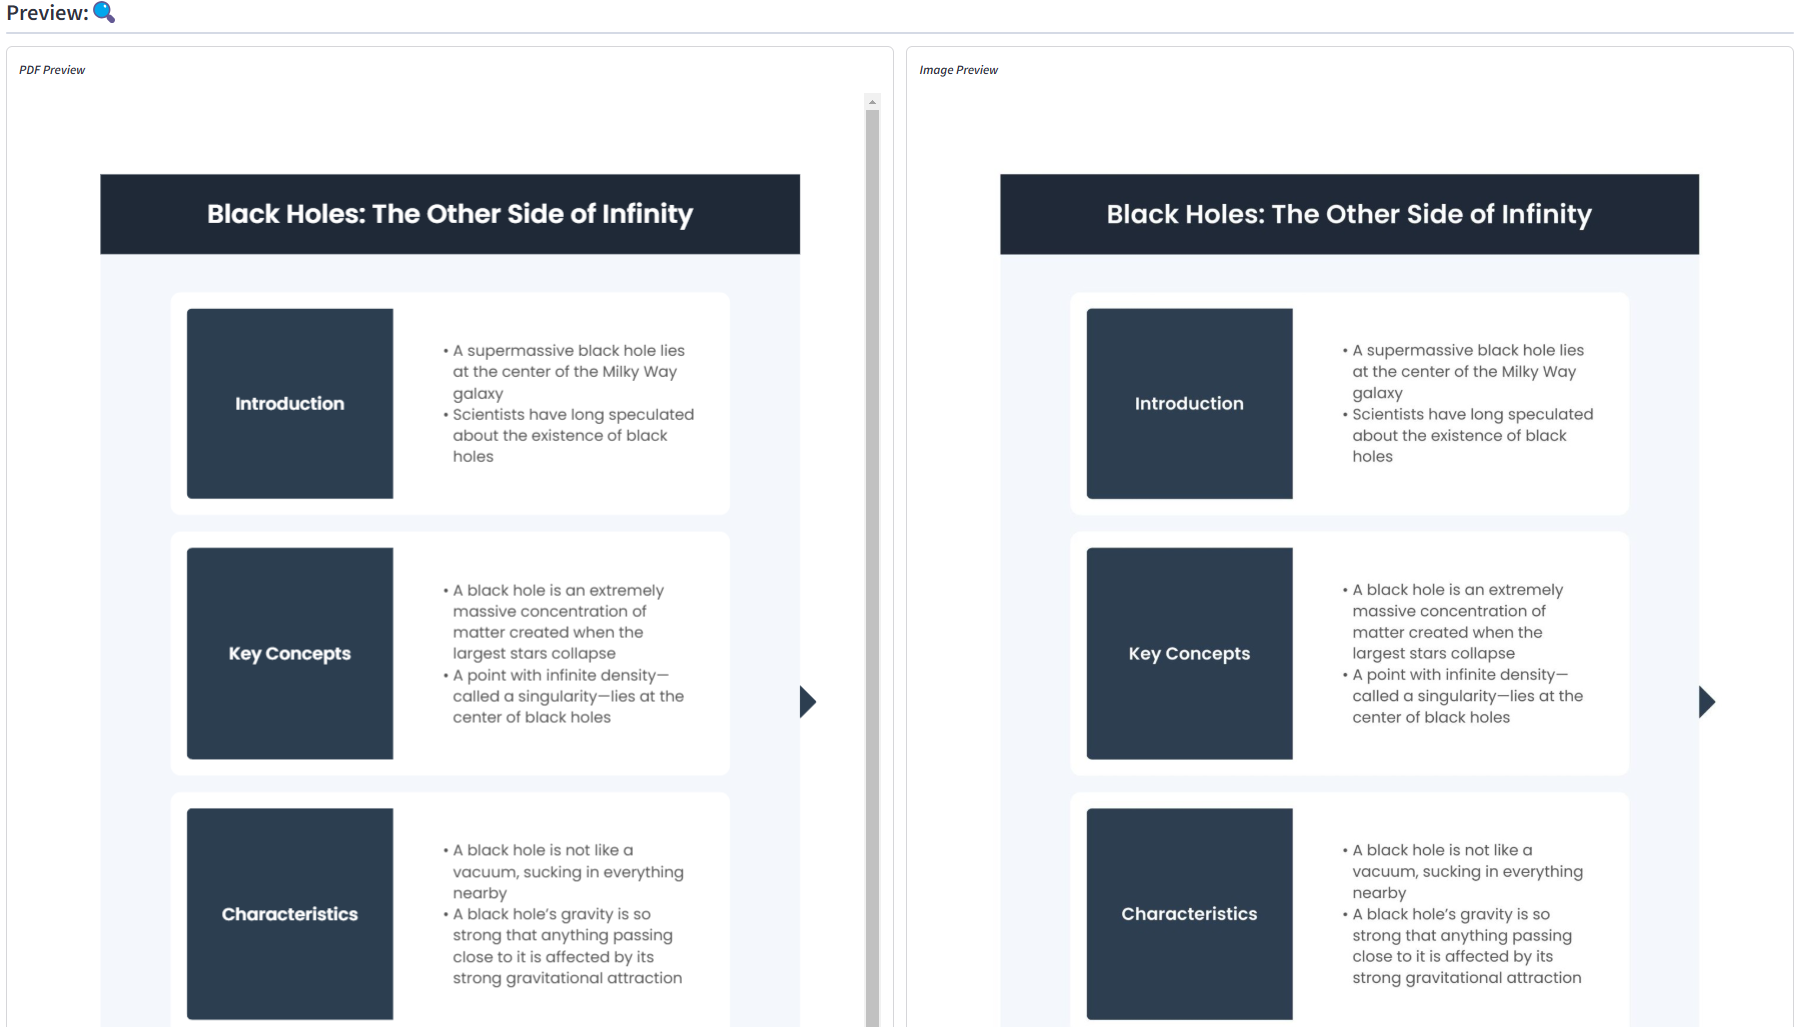 Preview:
PDF Preview
Black Holes: The Other Side of Infinity
Introduction
• A supermassive black hole lies
at the center of the Milky Way
galaxy
• Scientists have long speculated
about the existence of black
holes
Key Concepts
• A black hole is an extremely
massive concentration of
matter created when the
largest stars collapse
• A point with infinite density—
called a singularity—lies at the
center of black holes
Characteristics
• A black hole is not like a
vacuum, sucking in everything
nearby
• A black hole's gravity is so
strong that anything passing
close to it is affected by its
strong gravitational attraction
Image Preview
Black Holes: The Other Side of Infinity
Introduction
• A supermassive black hole lies
at the center of the Milky Way
galaxy
• Scientists have long speculated
about the existence of black
holes
Key Concepts
• A black hole is an extremely
massive concentration of
matter created when the
largest stars collapse
• A point with infinite density—
called a singularity—lies at the
center of black holes
Characteristics
• A black hole is not like a
vacuum, sucking in everything
nearby
• A black hole's gravity is so
strong that anything passing
close to it is affected by its
strong gravitational attraction